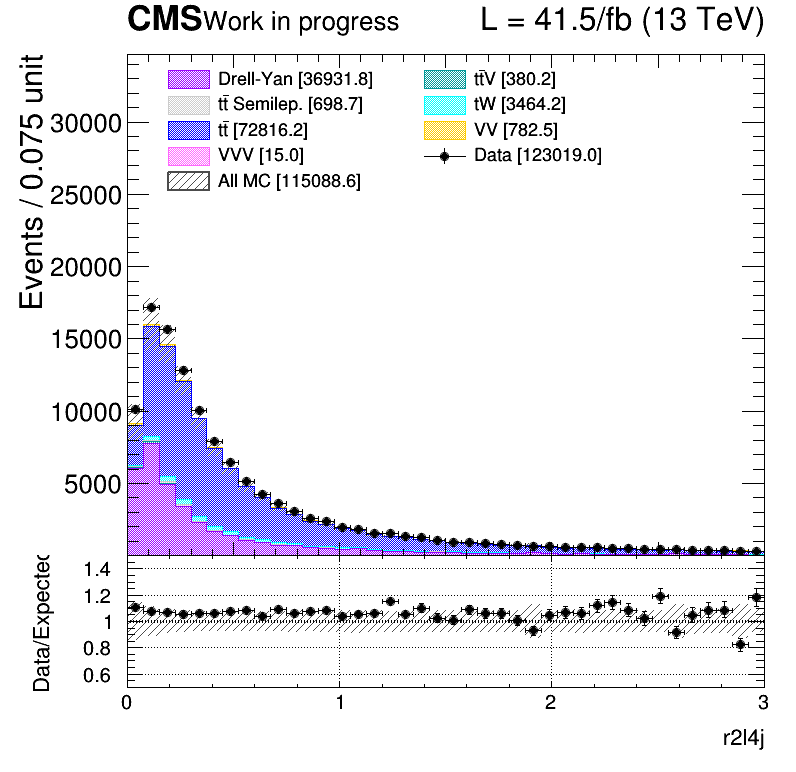 CMS Work in progress L = 41.5/fb (13 TeV)
Drell-Yan [36931.8] tt̄V [380.2]
tt̄ Semilep. [698.7] tW [3464.2]
tt̄ [72816.2] VV [782.5]
VVV [15.0] Data [123019.0]
All MC [115088.6]
Events / 0.075 unit
30000
25000
20000
15000
10000
5000
Data/Expected
1.4
1.2
1
0.8
0.6
0 1 2 3
r2l4j